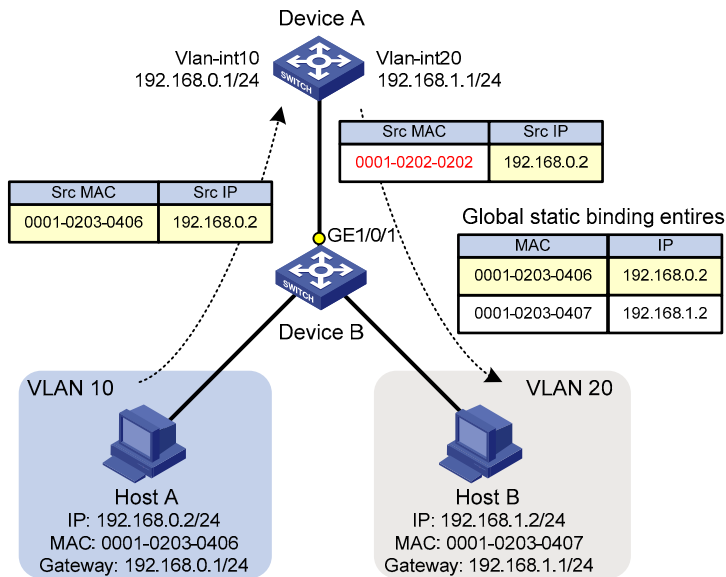 Device A
Vlan-int10
192.168.0.1/24
Vlan-int20
192.168.1.1/24
SWITCH
Src MAC Src IP
0001-0202-0202 192.168.0.2
Src MAC Src IP
0001-0203-0406 192.168.0.2
Global static binding entires
MAC IP
0001-0203-0406 192.168.0.2
0001-0203-0407 192.168.1.2
GE1/0/1
SWITCH
Device B
VLAN 10
VLAN 20
Host A
IP: 192.168.0.2/24
MAC: 0001-0203-0406
Gateway: 192.168.0.1/24
Host B
IP: 192.168.1.2/24
MAC: 0001-0203-0407
Gateway: 192.168.1.1/24